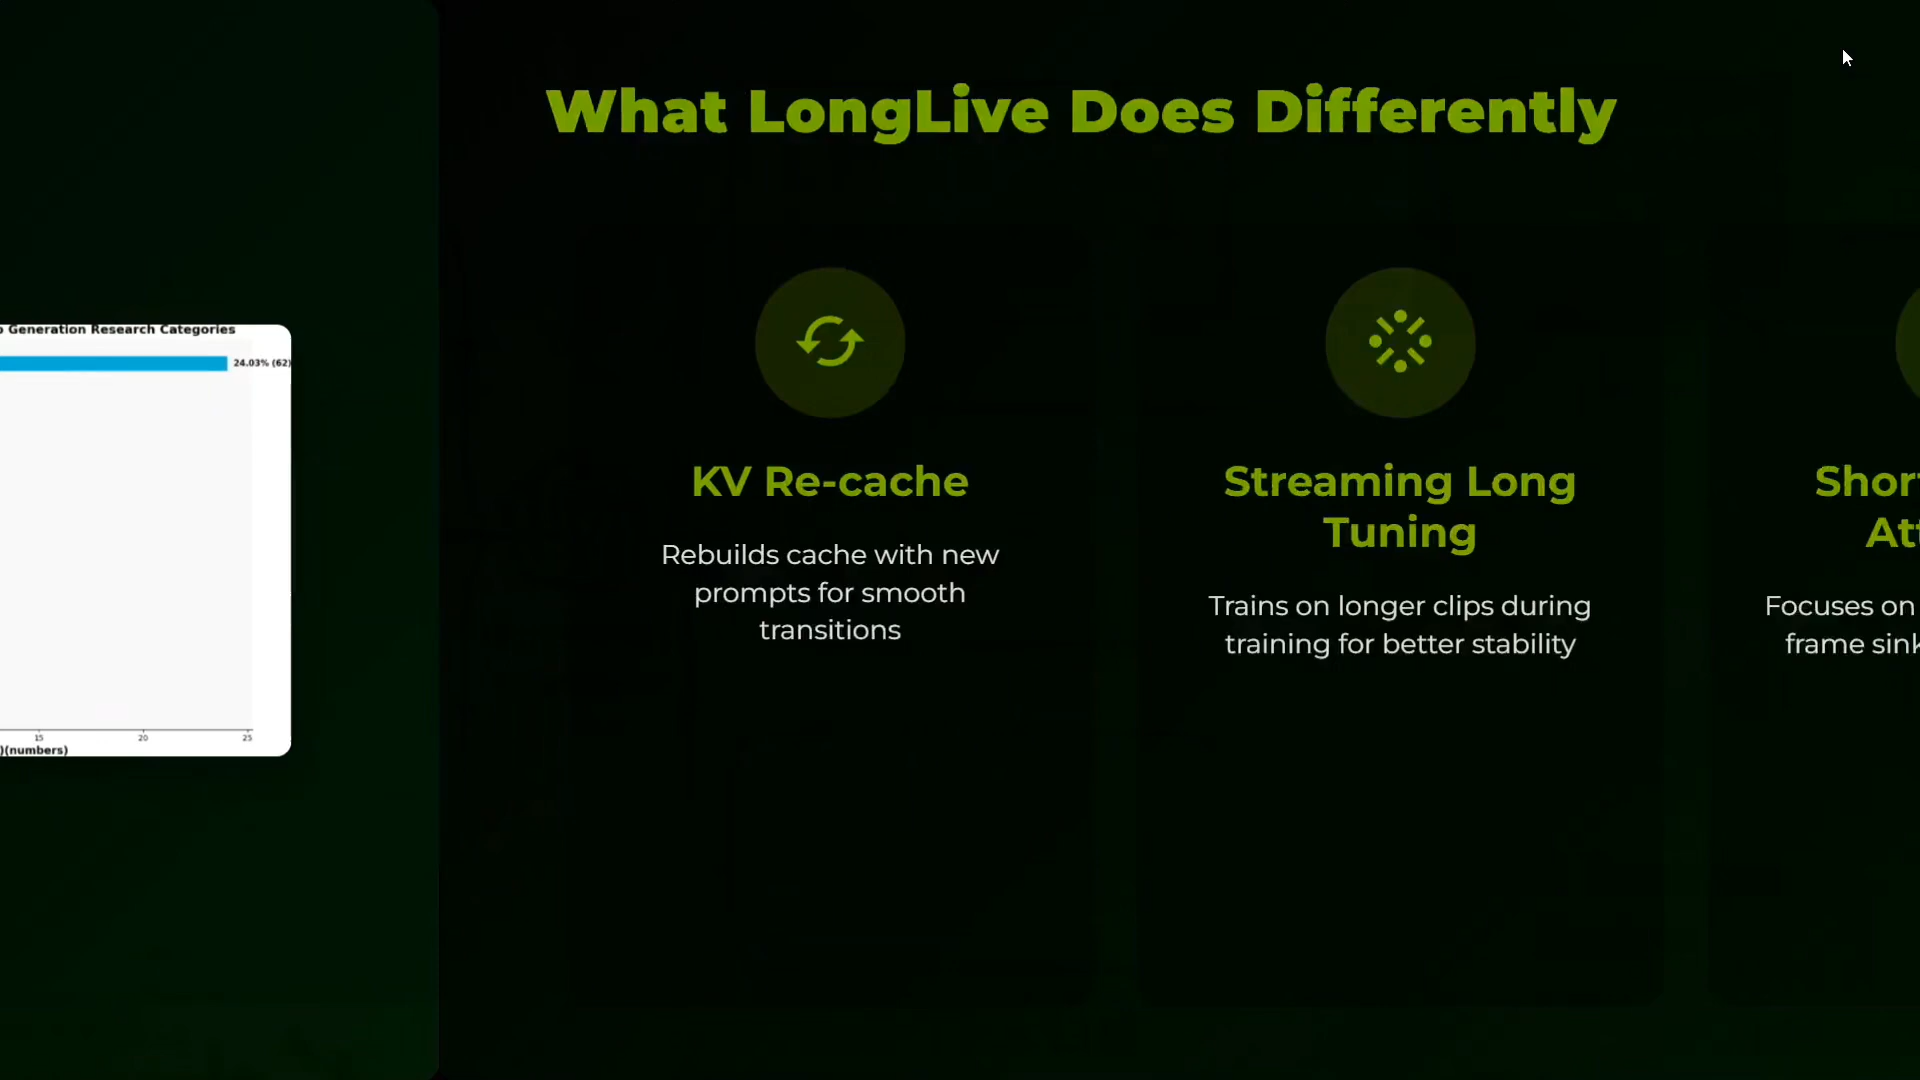 What LongLive Does Differently
Generation Research Categories
24.03% (62)
15
20
25
)(numbers)
KV Re-cache
Rebuilds cache with new
prompts for smooth
transitions
Streaming Long
Tuning
Trains on longer clips during
training for better stability
Focuses on
frame